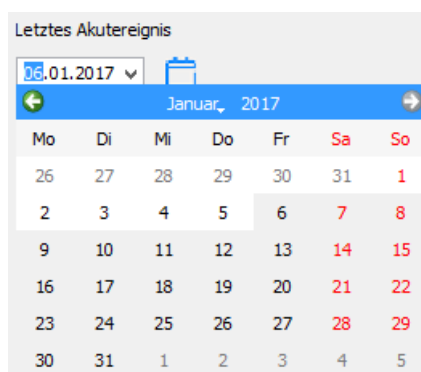 Letztes Akutereignis
06.01.2017
Januar, 2017
Mo Di Mi Do Fr Sa So
26 27 28 29 30 31 1
2 3 4 5 6 7 8
9 10 11 12 13 14 15
16 17 18 19 20 21 22
23 24 25 26 27 28 29
30 31 1 2 3 4 5